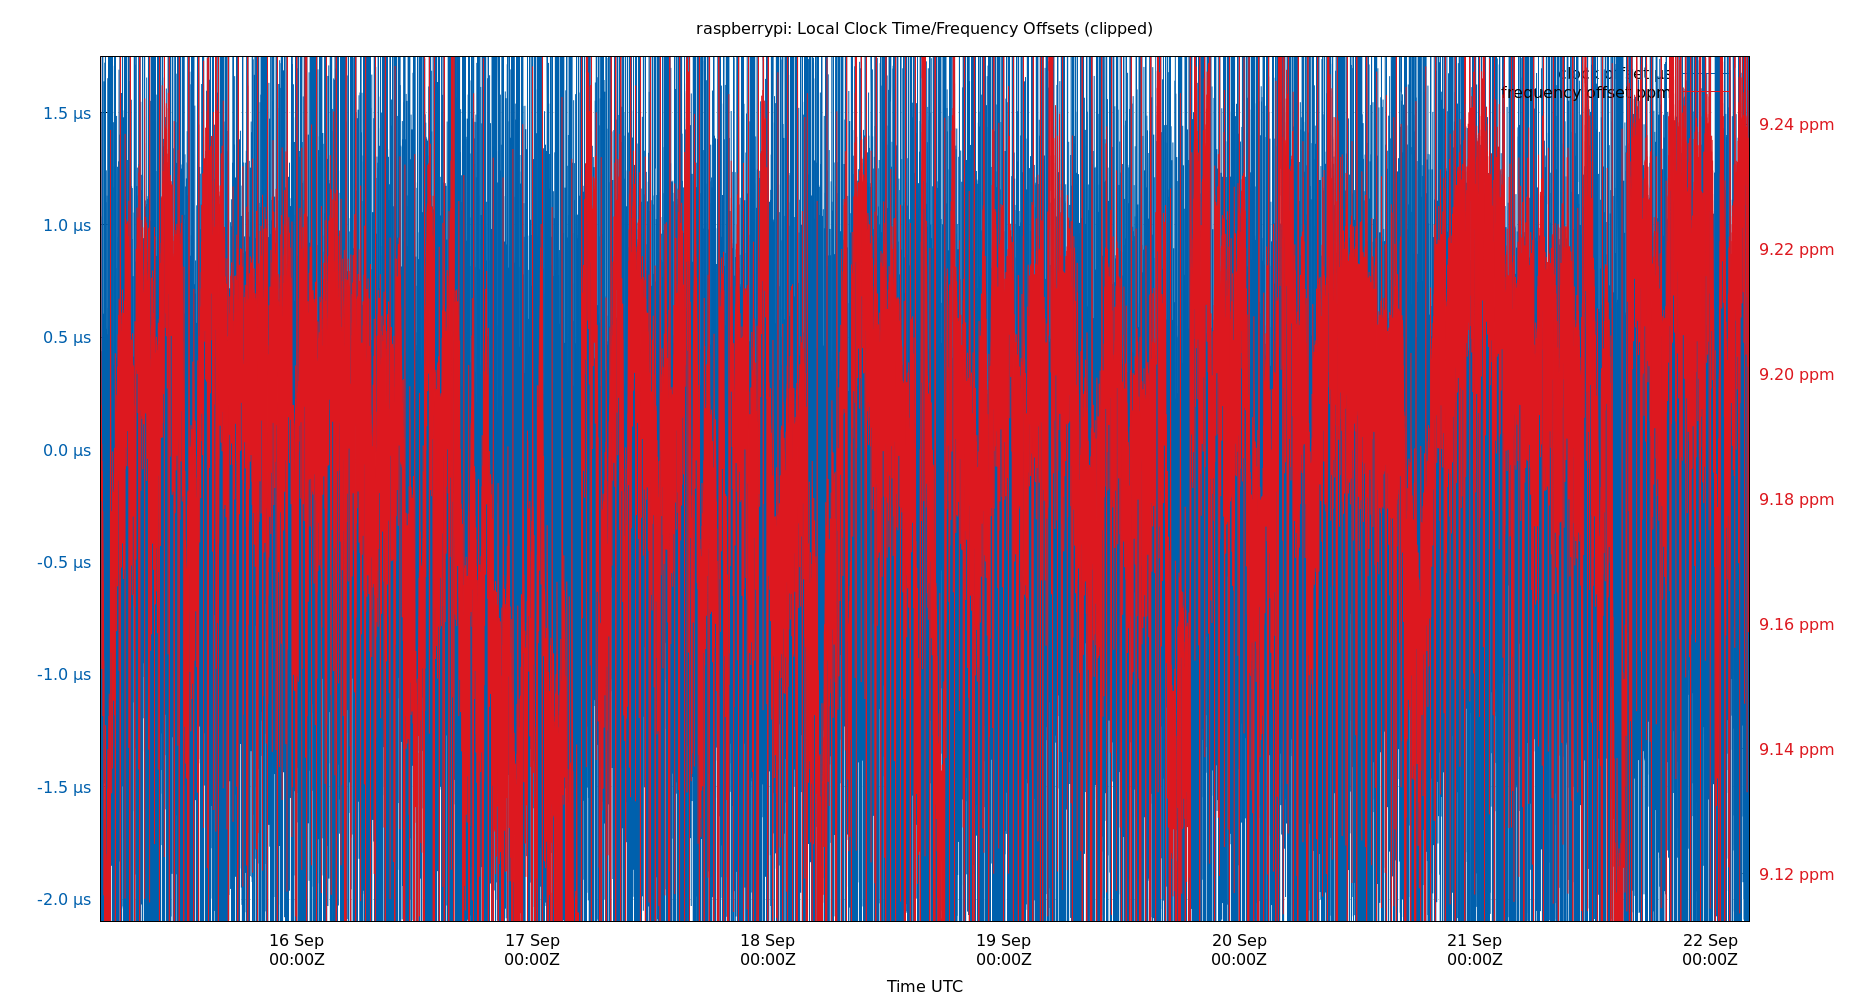 raspberrypi: Local Clock Time/Frequency Offsets (clipped)
clock offset µs
frequency offset ppm
1.5 µs
1.0 µs
0.5 µs
0.0 µs
-0.5 µs
-1.0 µs
-1.5 µs
-2.0 µs
9.24 ppm
9.22 ppm
9.20 ppm
9.18 ppm
9.16 ppm
9.14 ppm
9.12 ppm
16 Sep
00:00Z
17 Sep
00:00Z
18 Sep
00:00Z
19 Sep
00:00Z
20 Sep
00:00Z
21 Sep
00:00Z
22 Sep
00:00Z
Time UTC